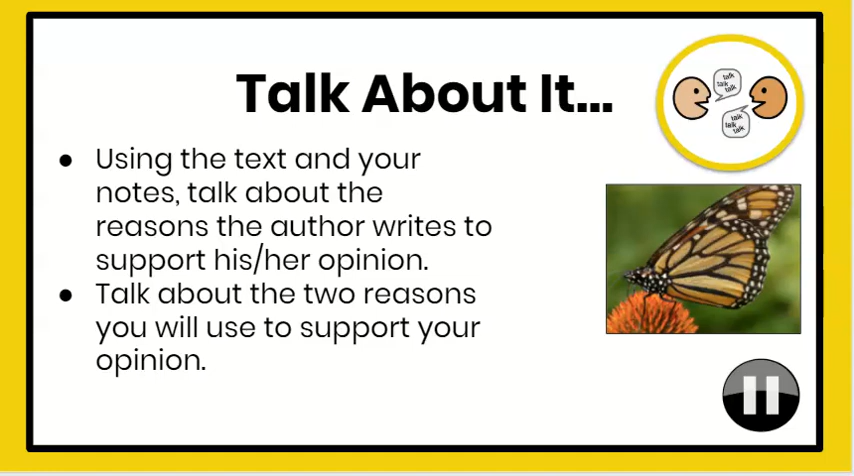 Talk About It...
talk
talk
talk
talk
talk
talk
● Using the text and your
notes, talk about the
reasons the author writes to
support his/her opinion.
● Talk about the two reasons
you will use to support your
opinion.